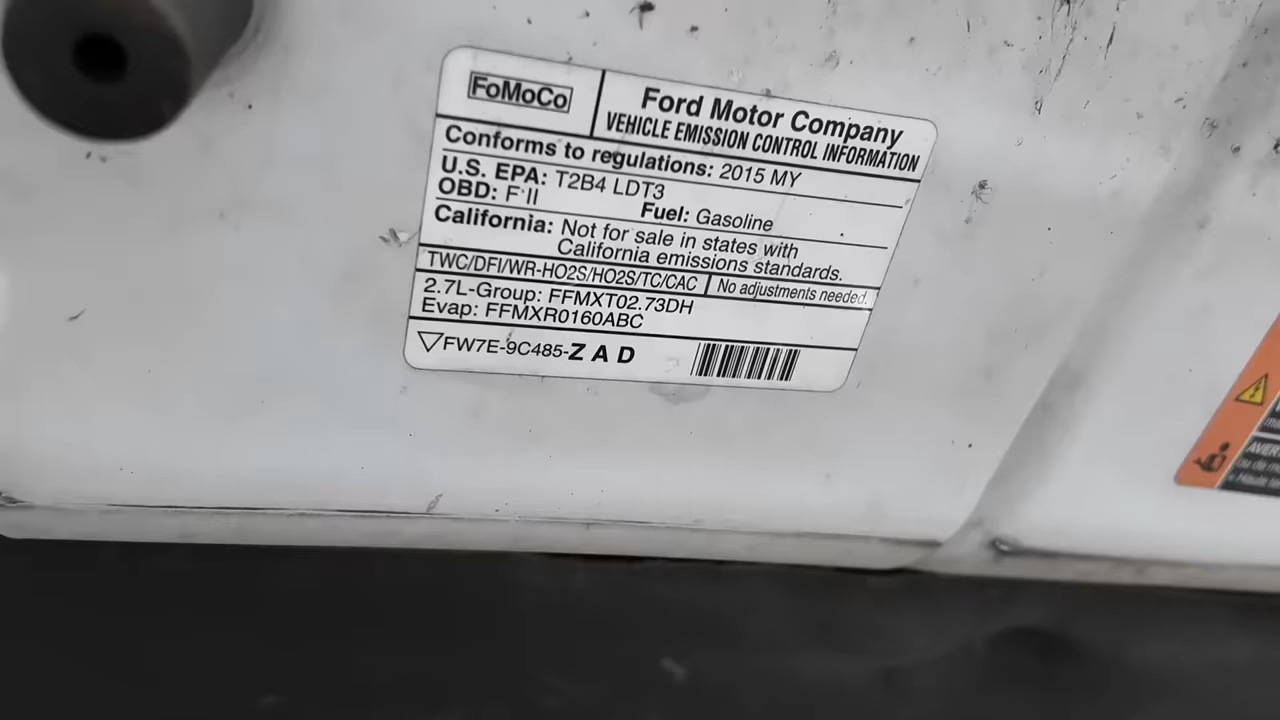 FoMoCo
Ford Motor Company
VEHICLE EMISSION CONTROL INFORMATION
Conforms to regulations: 2015 MY
U.S. EPA: T2B4 LDT3
OBD: F II Fuel: Gasoline
California: Not for sale in states with
California emissions standards.
TWC/DFI/WR-HO2S/HO2S/TC/CAC No adjustments needed.
2.7L-Group: FFMXT02.73DH
Evap: FFMXR0160ABC
FW7E-9C485-ZAD